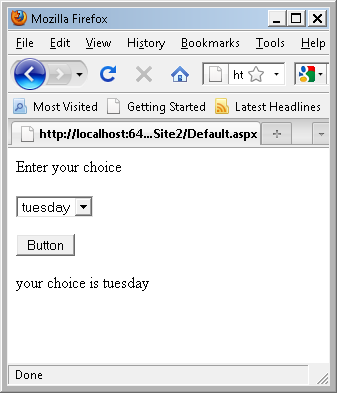 Mozilla Firefox
File Edit View History Bookmarks Tools Help
ht
Most Visited Getting Started Latest Headlines
http://localhost:64...Site2/Default.aspx
Enter your choice
tuesday
Button
your choice is tuesday
Done